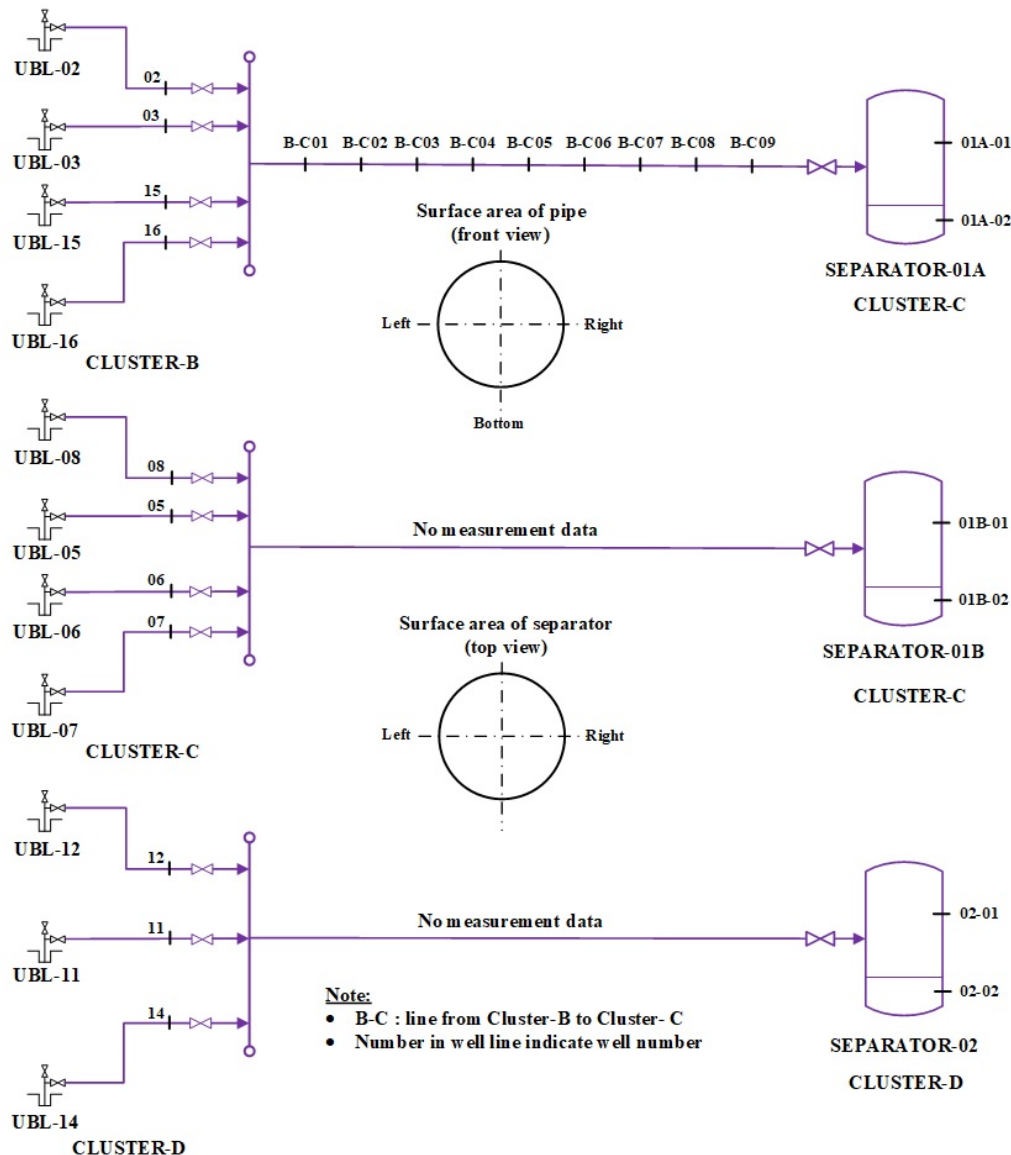 UBL-02
02
03
UBL-03
15
UBL-15
16
UBL-16
CLUSTER-B
B-C01 B-C02 B-C03 B-C04 B-C05 B-C06 B-C07 B-C08 B-C09
01A-01
01A-02
SEPARATOR-01A
CLUSTER-C
Surface area of pipe
(front view)
Left
Right
Bottom
UBL-08
08
05
UBL-05
06
UBL-06
07
UBL-07
CLUSTER-C
No measurement data
01B-01
01B-02
SEPARATOR-01B
CLUSTER-C
Surface area of separator
(top view)
Left
Right
UBL-12
12
11
UBL-11
14
UBL-14
CLUSTER-D
No measurement data
02-01
02-02
SEPARATOR-02
CLUSTER-D
Note:
• B-C : line from Cluster-B to Cluster- C
• Number in well line indicate well number